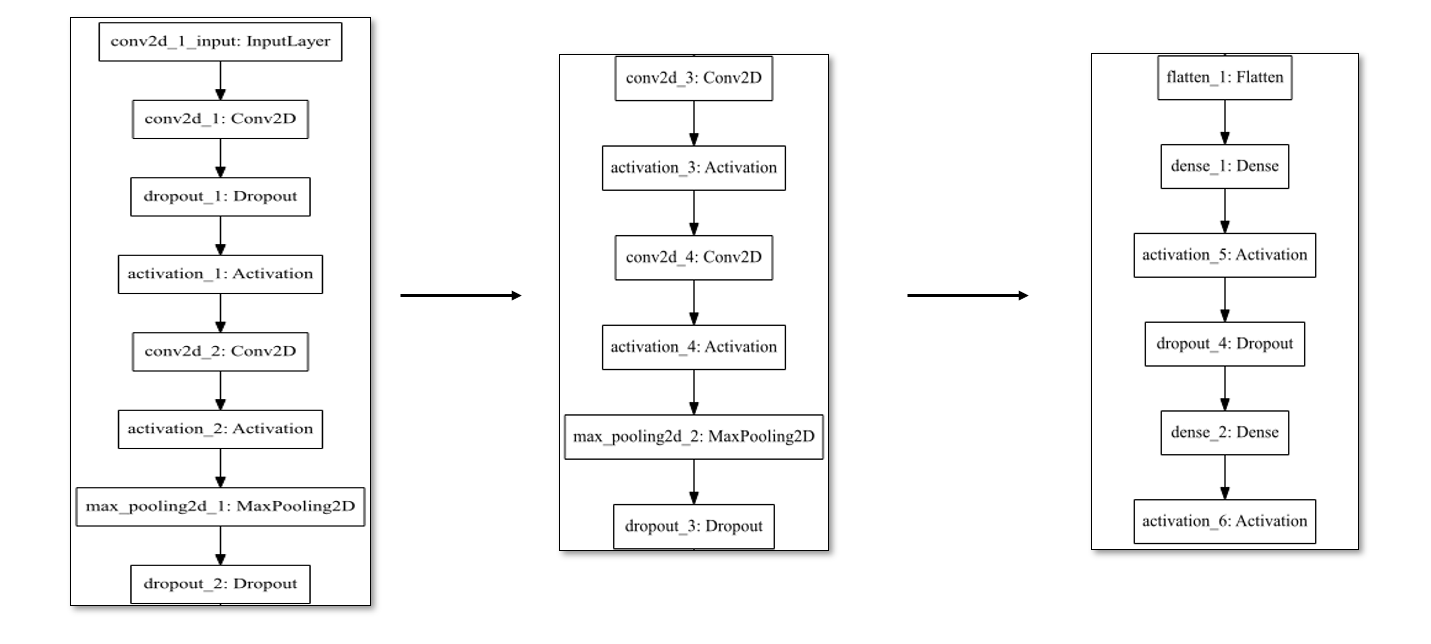 conv2d_1_input: InputLayer
conv2d_1: Conv2D
dropout_1: Dropout
activation_1: Activation
conv2d_2: Conv2D
activation_2: Activation
max_pooling2d_1: MaxPooling2D
dropout_2: Dropout
conv2d_3: Conv2D
activation_3: Activation
conv2d_4: Conv2D
activation_4: Activation
max_pooling2d_2: MaxPooling2D
dropout_3: Dropout
flatten_1: Flatten
dense_1: Dense
activation_5: Activation
dropout_4: Dropout
dense_2: Dense
activation_6: Activation